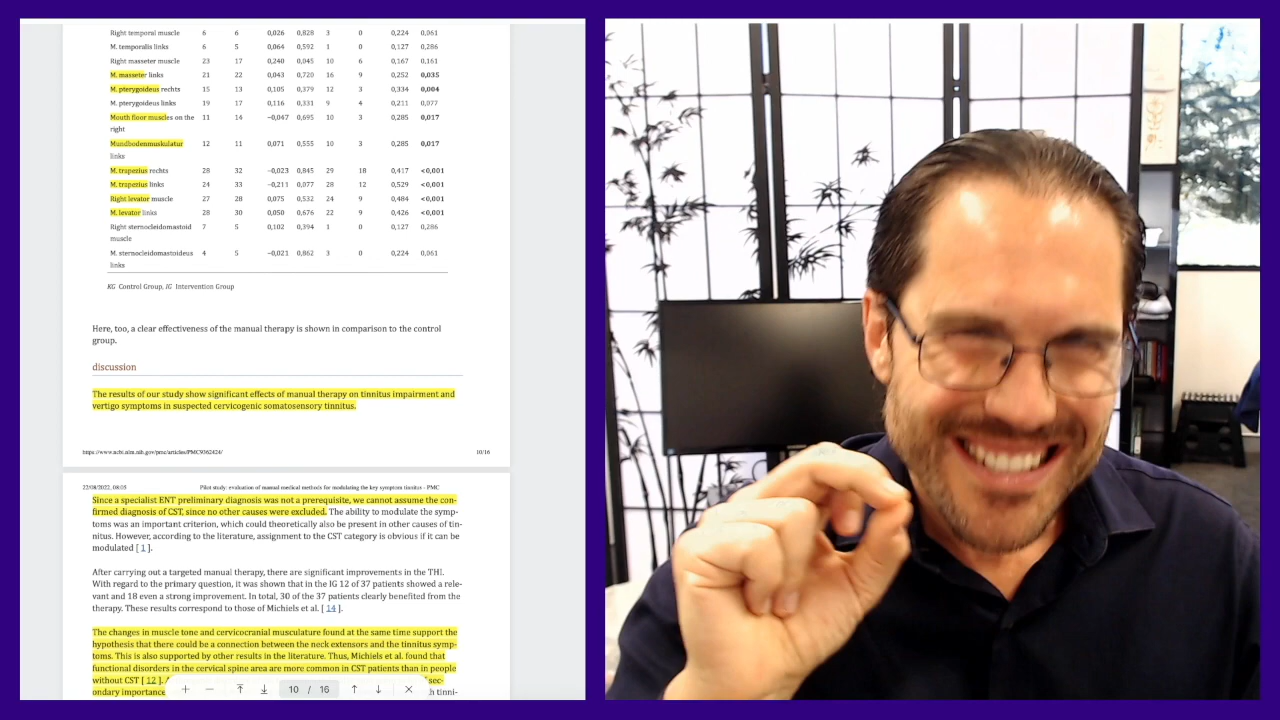 Right temporal muscle 6 6 0,026 0,828 3 0 0,224 0,061
M. temporalis links 6 5 0,064 0,592 1 0 0,127 0,286
Right masseter muscle 23 17 0,240 0,045 10 6 0,167 0,161
M. masseter links 21 22 0,043 0,720 16 9 0,252 0,035
M. pterygoideus rechts 15 13 0,105 0,379 12 3 0,334 0,004
M. pterygoideus links 19 17 0,116 0,331 9 4 0,211 0,077
Mouth floor muscles on the 11 14 −0,047 0,695 10 3 0,285 0,017
right
Mundbodenmuskulatur 12 11 0,071 0,555 10 3 0,285 0,017
links
M. trapezius rechts 28 32 −0,023 0,845 29 18 0,417 <0,001
M. trapezius links 24 33 −0,211 0,077 28 12 0,529 <0,001
Right levator muscle 27 28 0,075 0,532 24 9 0,484 <0,001
M. levator links 28 30 0,050 0,676 22 9 0,426 <0,001
Right sternocleidomastoid 7 5 0,102 0,394 1 0 0,127 0,286
muscle
M. sternocleidomastoideus 4 5 −0,021 0,862 3 0 0,224 0,061
links
KG Control Group, IG Intervention Group
Here, too, a clear effectiveness of the manual therapy is shown in comparison to the control
group.
discussion
The results of our study show significant effects of manual therapy on tinnitus impairment and
vertigo symptoms in suspected cervicogenic somatosensory tinnitus.
https://www.ncbi.nlm.nih.gov/pmc/articles/PMC9362424/ 10/16
22/08/2022, 08:05 Pilot study: evaluation of manual medical methods for modulating the key symptom tinnitus - PMC
Since a specialist ENT preliminary diagnosis was not a prerequisite, we cannot assume the con-
firmed diagnosis of CST, since no other causes were excluded. The ability to modulate the symp-
toms was an important criterion, which could theoretically also be present in other causes of tin-
nitus. However, according to the literature, assignment to the CST category is obvious if it can be
modulated [ 1 ].
After carrying out a targeted manual therapy, there are significant improvements in the THI.
With regard to the primary question, it was shown that in the IG 12 of 37 patients showed a rele-
vant and 18 even a strong improvement. In total, 30 of the 37 patients clearly benefited from the
therapy. These results correspond to those of Michiels et al. [ 14 ].
The changes in muscle tone and cervicocranial musculature found at the same time support the
hypothesis that there could be a connection between the neck extensors and the tinnitus symp-
toms. This is also supported by other results in the literature. Thus, Michiels et al. found that
functional disorders in the cervical spine area are more common in CST patients than in people
without CST [ 12 ]. sec-
ondary importance th tinni-
10 / 16